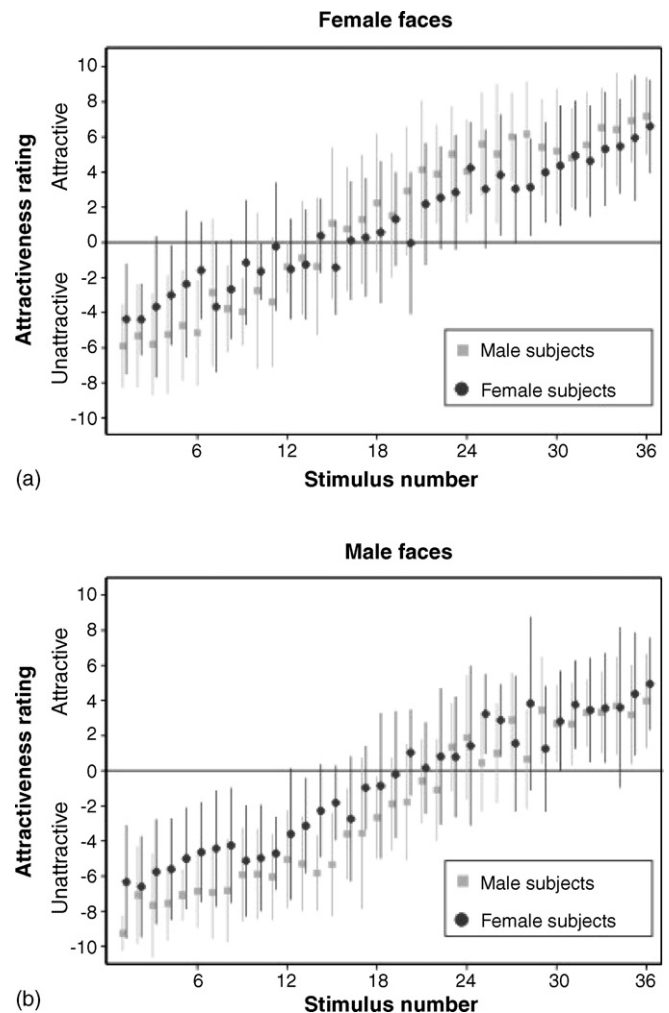 Female faces
Attractiveness rating
Unattractive Attractive
10
8
6
4
2
0
-2
-4
-6
-8
-10
Male subjects
Female subjects
6 12 18 24 30 36
(a)
Stimulus number
Male faces
Attractiveness rating
Unattractive Attractive
10
8
6
4
2
0
-2
-4
-6
-8
-10
Male subjects
Female subjects
6 12 18 24 30 36
(b)
Stimulus number